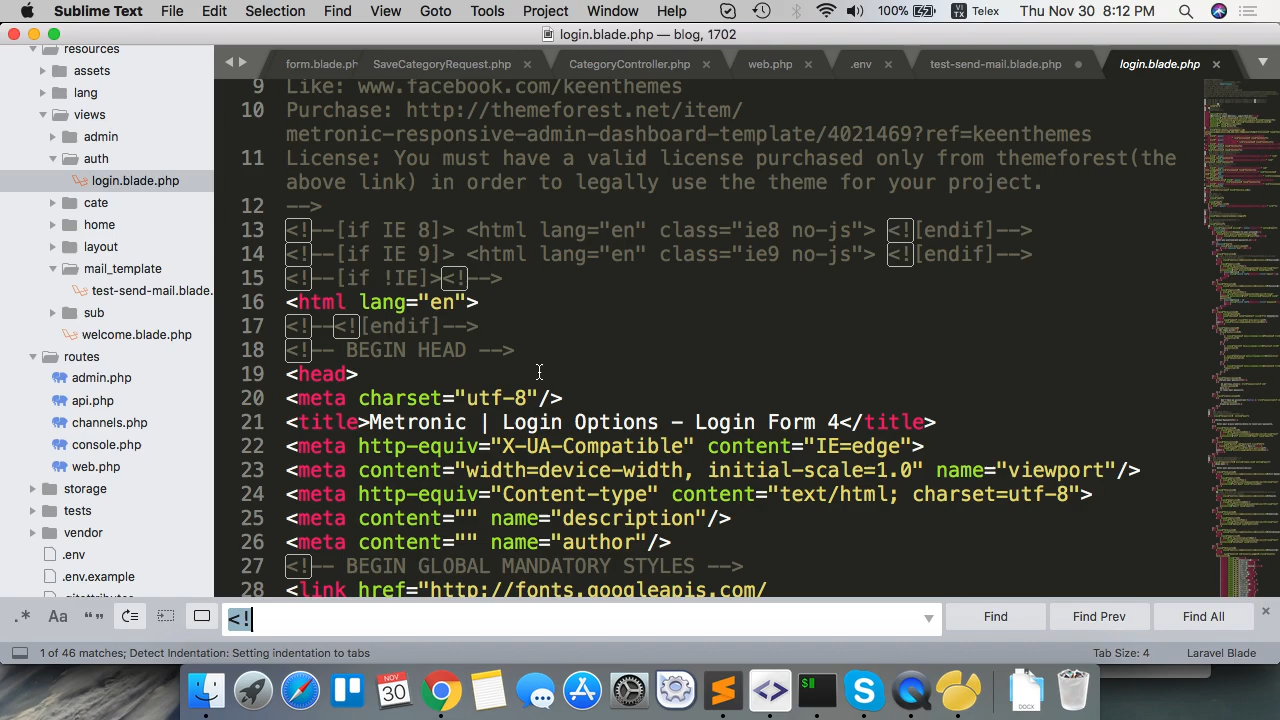 Sublime Text File Edit Selection Find View Goto Tools Project Window Help 100% VI TX Telex Thu Nov 30 8:12 PM
login.blade.php — blog, 1702
form.blade.ph SaveCategoryRequest.php CategoryController.php web.php .env test-send-mail.blade.php login.blade.php
resources
assets
lang
views
admin
auth
login.blade.php
cate
home
layout
mail_template
test-send-mail.blade.
sub
welcome.blade.php
routes
admin.php
api.php
channels.php
console.php
web.php
storage
tests
vendor
.env
.env.example
.gitattributes
9 Like: www.facebook.com/keenthemes
10 Purchase: http://themeforest.net/item/
metronic-responsive-admin-dashboard-template/4021469?ref=keenthemes
11 License: You must have a valid license purchased only from themeforest(the
above link) in order to legally use the theme for your project.
12 -->
13 <!--[if IE 8]> <html lang="en" class="ie8 no-js"> <![endif]-->
14 <!--[if IE 9]> <html lang="en" class="ie9 no-js"> <![endif]-->
15 <!--[if !IE]><!-->
16 <html lang="en">
17 <!--<![endif]-->
18 <!-- BEGIN HEAD -->
19 <head>
20 <meta charset="utf-8"/>
21 <title>Metronic | Login Options - Login Form 4</title>
22 <meta http-equiv="X-UA-Compatible" content="IE=edge">
23 <meta content="width=device-width, initial-scale=1.0" name="viewport"/>
24 <meta http-equiv="Content-type" content="text/html; charset=utf-8">
25 <meta content="" name="description"/>
26 <meta content="" name="author"/>
27 <!-- BEGIN GLOBAL MANDATORY STYLES -->
28 <link href="http://fonts.googleapis.com/
.* Aa “” <! Find Find Prev Find All
1 of 46 matches; Detect Indentation: Setting indentation to tabs Tab Size: 4 Laravel Blade
NOV 30 $ DOCX